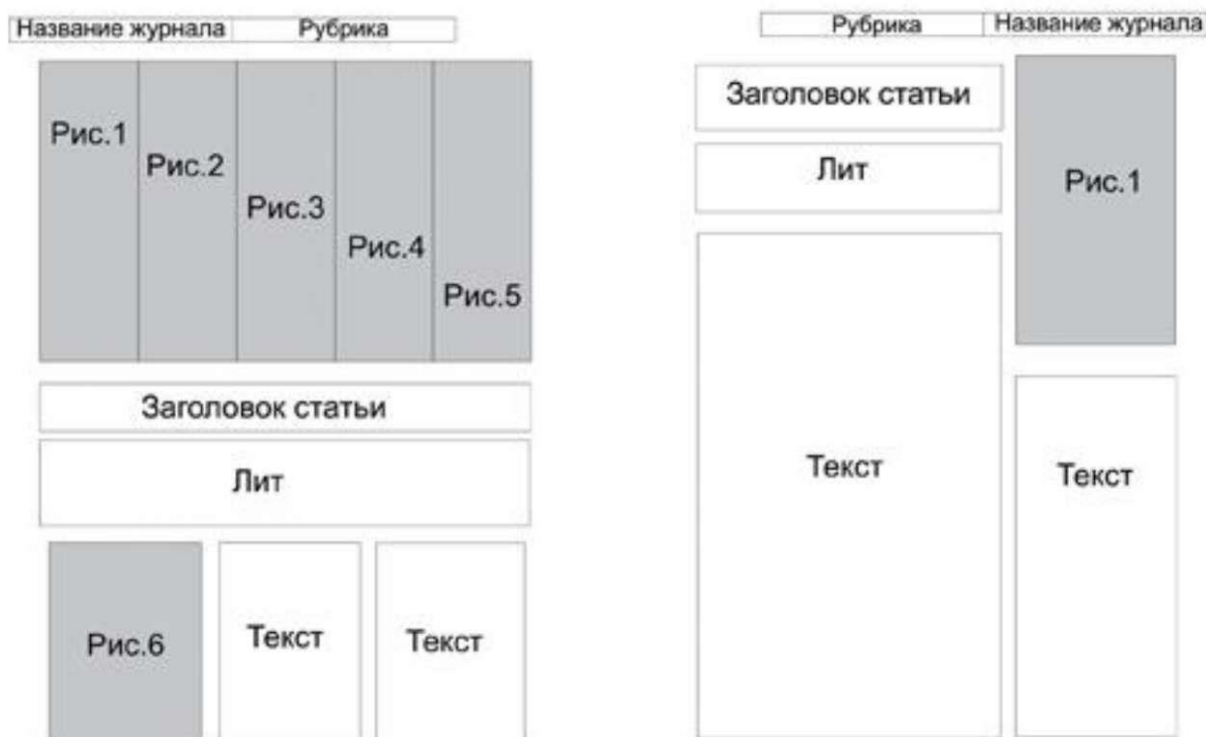 Название журнала Рубрика
Рис.1
Рис.2
Рис.3
Рис.4
Рис.5
Заголовок статьи
Лит
Рис.6 Текст Текст
Рубрика Название журнала
Заголовок статьи
Лит
Рис.1
Текст Текст